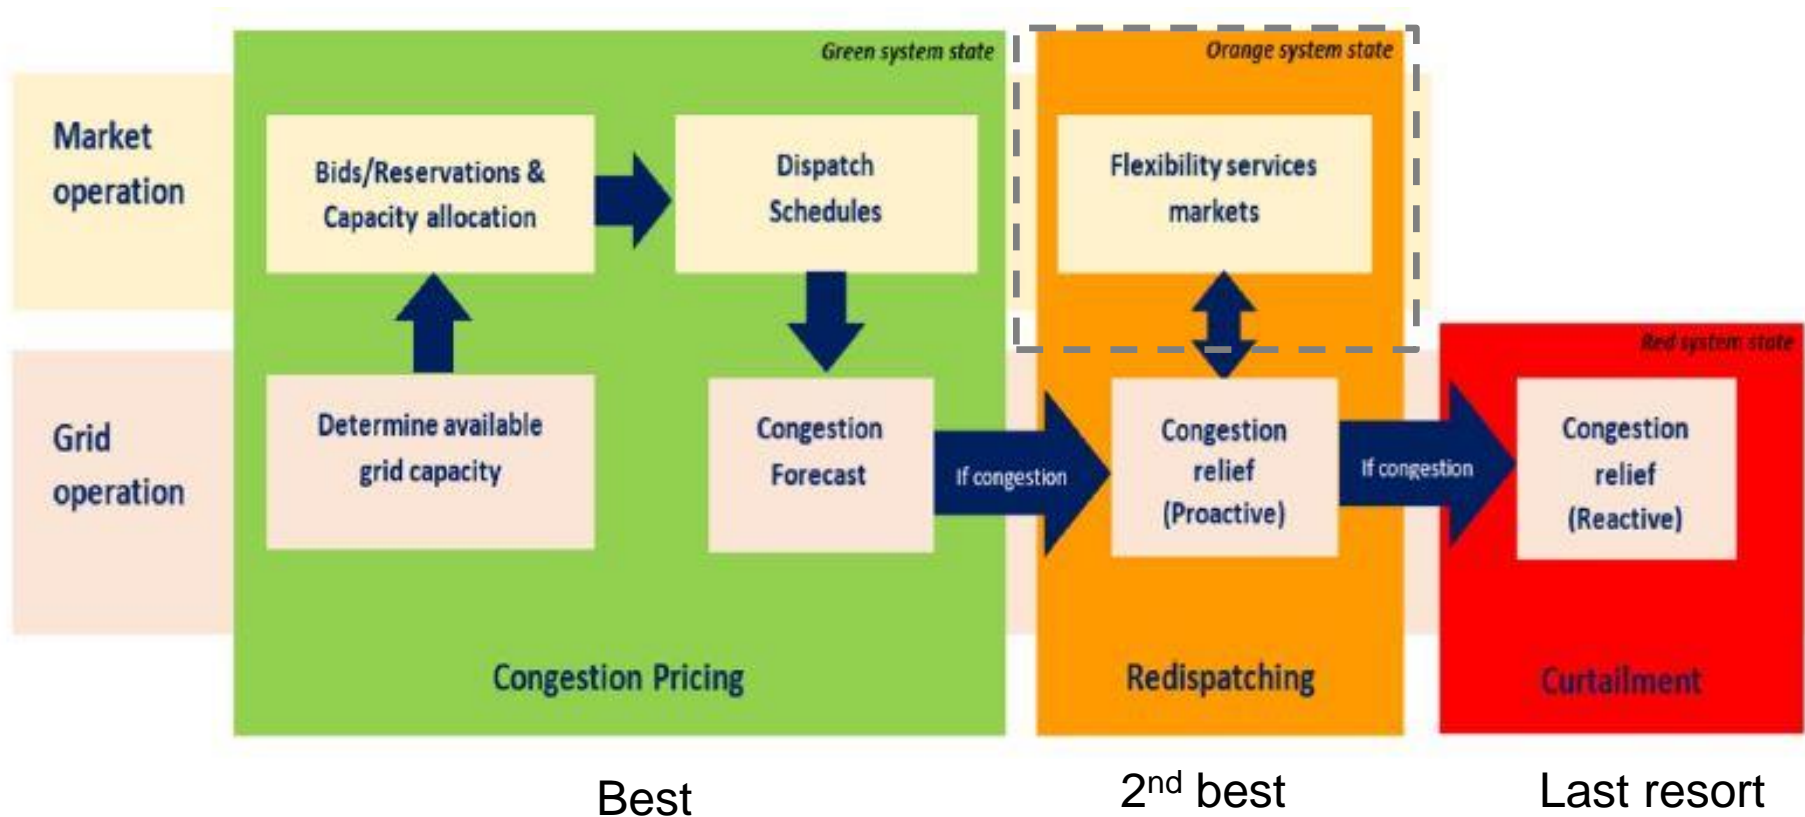 Green system state
Orange system state
Market
operation
Bids/Reservations &
Capacity allocation
Dispatch
Schedules
Flexibility services
markets
Red system state
Grid
operation
Determine available
grid capacity
Congestion
Forecast
If congestion
Congestion
relief
(Proactive)
If congestion
Congestion
relief
(Reactive)
Congestion Pricing
Redispatching
Curtailment
Best
2nd best
Last resort